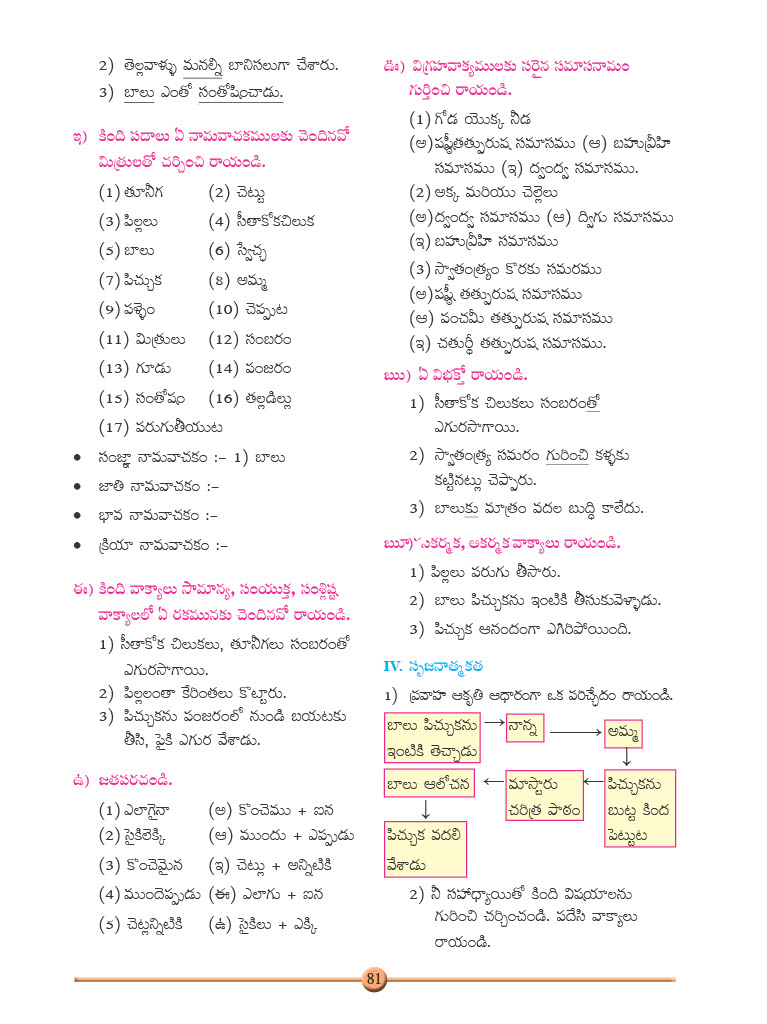 2) తెల్లవాళ్ళు మనల్ని బానిసలుగా చేశారు.
3) బాలు ఎంతో సంతోషించాడు.
ఇ) కింది పదాలు ఏ నామవాచకములకు చెందినవో
మిత్రులతో చర్చించి రాయండి.
(1) తూనీగ (2) చెట్టు
(3) పిల్లలు (4) సీతాకోకచిలుక
(5) బాలు (6) స్వేచ్ఛ
(7) పిచ్చుక (8) అమ్మ
(9) పళ్ళెం (10) చెప్పుట
(11) మిత్రులు (12) సంబరం
(13) గూడు (14) పంజరం
(15) సంతోషం (16) తల్లడిల్లు
(17) పరుగుతీయుట
• సంజ్ఞా నామవాచకం :– 1) బాలు
• జాతి నామవాచకం :–
• భావ నామవాచకం :–
• క్రియా నామవాచకం :–
ఈ) కింది వాక్యాలు సామాన్య, సంయుక్త, సంశ్లిష్ట
వాక్యాలలో ఏ రకమునకు చెందినవో రాయండి.
1) సీతాకోక చిలుకలు, తూనీగలు సంబరంతో
ఎగురసాగాయి.
2) పిల్లలంతా కేరింతలు కొట్టారు.
3) పిచ్చుకను పంజరంలో నుండి బయటకు
తీసి, పైకి ఎగుర వేశాడు.
ఉ) జతపరచండి.
(1) ఎలాగైనా (అ) కొంచెము + ఐన
(2) సైకిలెక్కి (ఆ) ముందు + ఎప్పుడు
(3) కొంచెమైన (ఇ) చెట్లు + అన్నిటికి
(4) ముందెప్పుడు (ఈ) ఎలాగు + ఐన
(5) చెట్లన్నిటికి (ఉ) సైకిలు + ఎక్కి
ఊ) విగ్రహవాక్యములకు సరైన సమాసనామం
గుర్తించి రాయండి.
(1) గోడ యొక్క నీడ
(అ) షష్ఠీతత్పురుష సమాసము (ఆ) బహువ్రీహి
సమాసము (ఇ) ద్వంద్వ సమాసము.
(2) అక్క మరియు చెల్లెలు
(అ) ద్వంద్వ సమాసము (ఆ) ద్విగు సమాసము
(ఇ) బహువ్రీహి సమాసము
(3) స్వాతంత్ర్యం కొరకు సమరము
(అ) షష్ఠీ తత్పురుష సమాసము
(ఆ) పంచమీ తత్పురుష సమాసము
(ఇ) చతుర్థీ తత్పురుష సమాసము.
ఋ) ఏ విభక్తో రాయండి.
1) సీతాకోక చిలుకలు సంబరంతో
ఎగురసాగాయి.
2) స్వాతంత్ర్య సమరం గురించి కళ్ళకు
కట్టినట్లు చెప్పారు.
3) బాలుకు మాత్రం వదల బుద్ధి కాలేదు.
ౠ) సకర్మక, అకర్మక వాక్యాలు రాయండి.
1) పిల్లలు పరుగు తీసారు.
2) బాలు పిచ్చుకను ఇంటికి తీసుకువెళ్ళాడు.
3) పిచ్చుక ఆనందంగా ఎగిరిపోయింది.
IV. సృజనాత్మకత
1) ప్రవాహ ఆకృతి ఆధారంగా ఒక పరిచ్ఛేదం రాయండి.
బాలు పిచ్చుకను
ఇంటికి తెచ్చాడు
నాన్న
అమ్మ
పిచ్చుకను
బుట్ట కింద
పెట్టుట
మాస్టారు
చరిత్ర పాఠం
బాలు ఆలోచన
పిచ్చుక వదలి
వేశాడు
2) నీ సహాధ్యాయితో కింది విషయాలను
గురించి చర్చించండి. పదేసి వాక్యాలు
రాయండి.
81